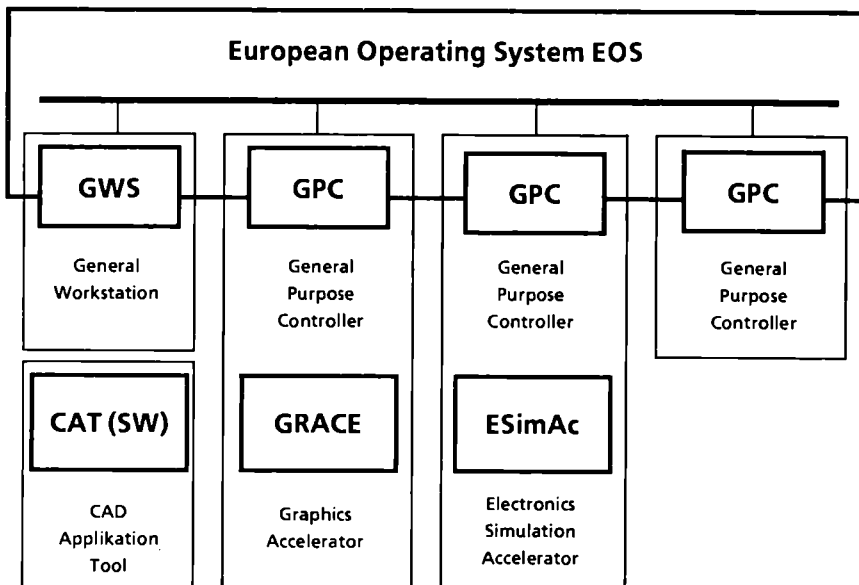 European Operating System EOS
GWS
General
Workstation
GPC
General
Purpose
Controller
GPC
General
Purpose
Controller
GPC
General
Purpose
Controller
CAT (SW)
CAD
Applikation
Tool
GRACE
Graphics
Accelerator
ESimAc
Electronics
Simulation
Accelerator